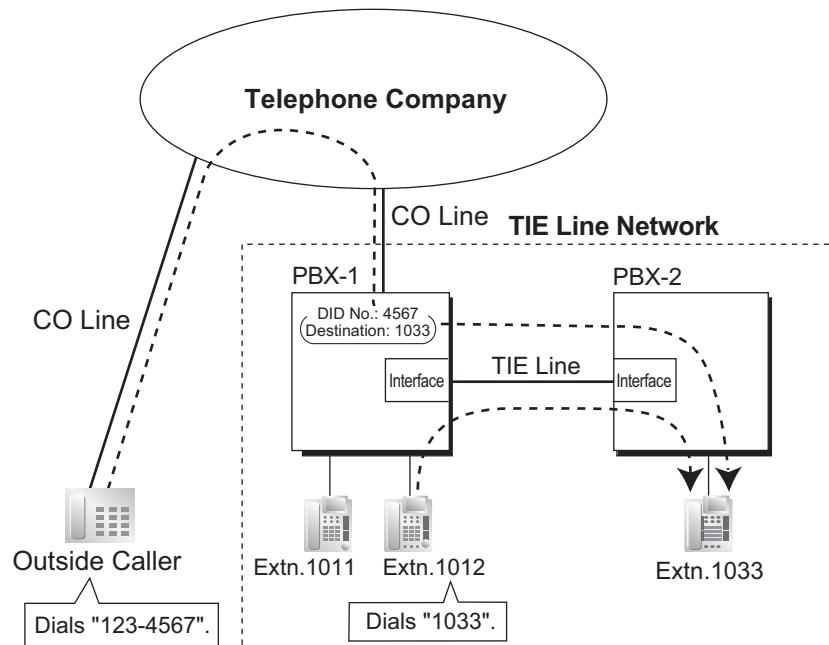 Telephone Company
CO Line
TIE Line Network
PBX-1
PBX-2
DID No.: 4567
Destination: 1033
CO Line
TIE Line
Interface
Interface
Outside Caller
Extn.1011
Extn.1012
Extn.1033
Dials "123-4567".
Dials "1033".